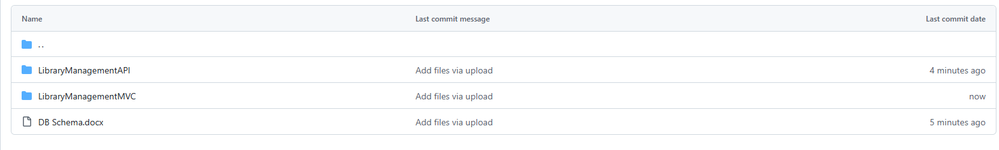 Name Last commit message Last commit date
..
LibraryManagementAPI Add files via upload 4 minutes ago
LibraryManagementMVC Add files via upload now
DB Schema.docx Add files via upload 5 minutes ago